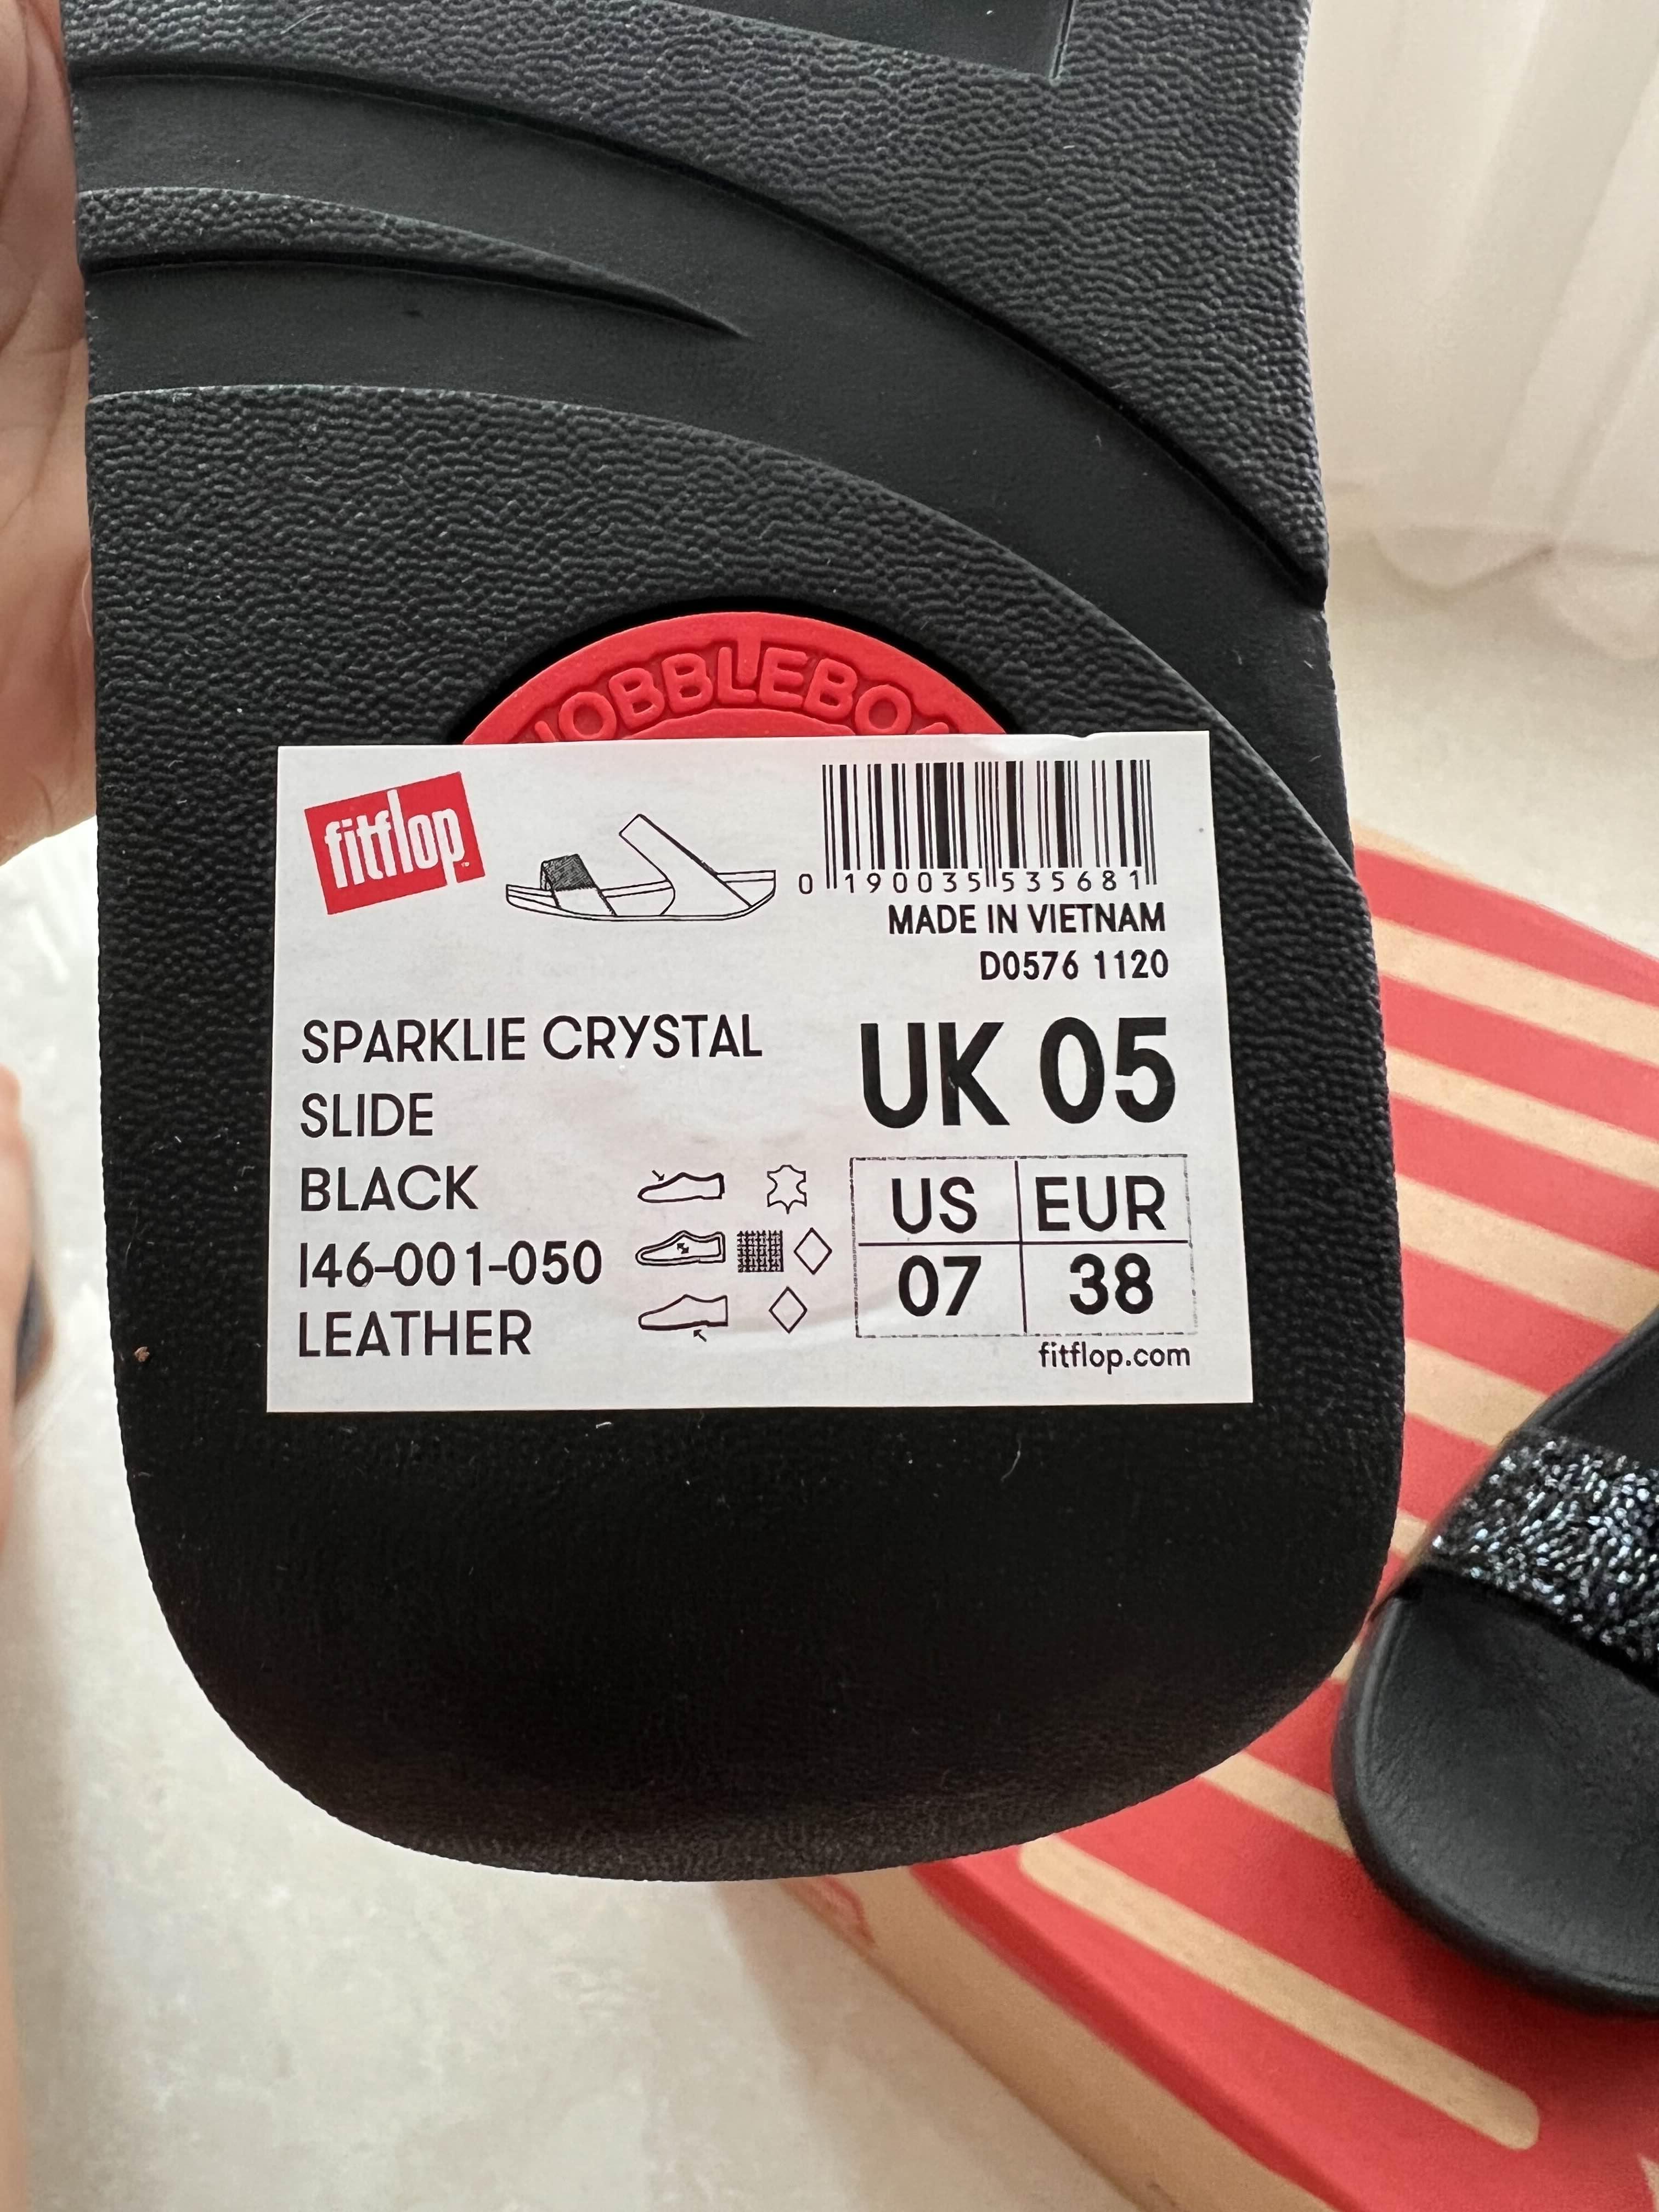 fitflop
0 190035 535681
MADE IN VIETNAM
D0576 1120
SPARKLIE CRYSTAL
SLIDE
BLACK
I46-001-050
LEATHER
UK 05
US EUR
07 38
fitflop.com